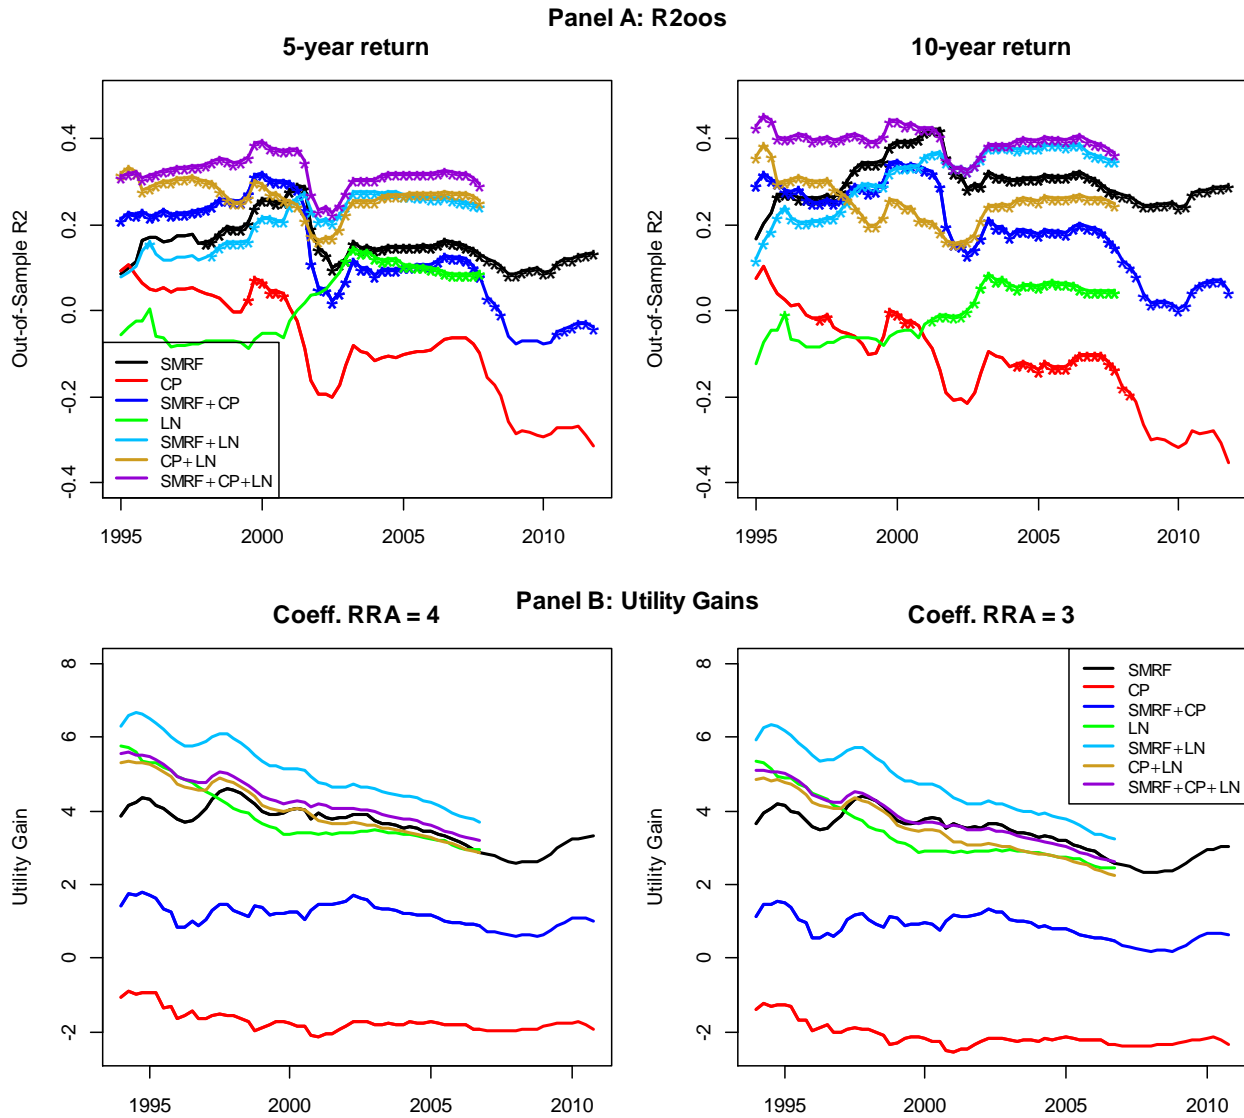 Panel A: R2oos
5-year return
10-year return
Out-of-Sample R2
0.4
0.2
0.0
-0.2
-0.4
SMRF
CP
SMRF+CP
LN
SMRF+LN
CP+LN
SMRF+CP+LN
1995
2000
2005
2010
Out-of-Sample R2
0.4
0.2
0.0
-0.2
-0.4
1995
2000
2005
2010
Panel B: Utility Gains
Coeff. RRA = 4
Coeff. RRA = 3
Utility Gain
8
6
4
2
0
-2
1995
2000
2005
2010
Utility Gain
8
6
4
2
0
-2
SMRF
CP
SMRF+CP
LN
SMRF+LN
CP+LN
SMRF+CP+LN
1995
2000
2005
2010